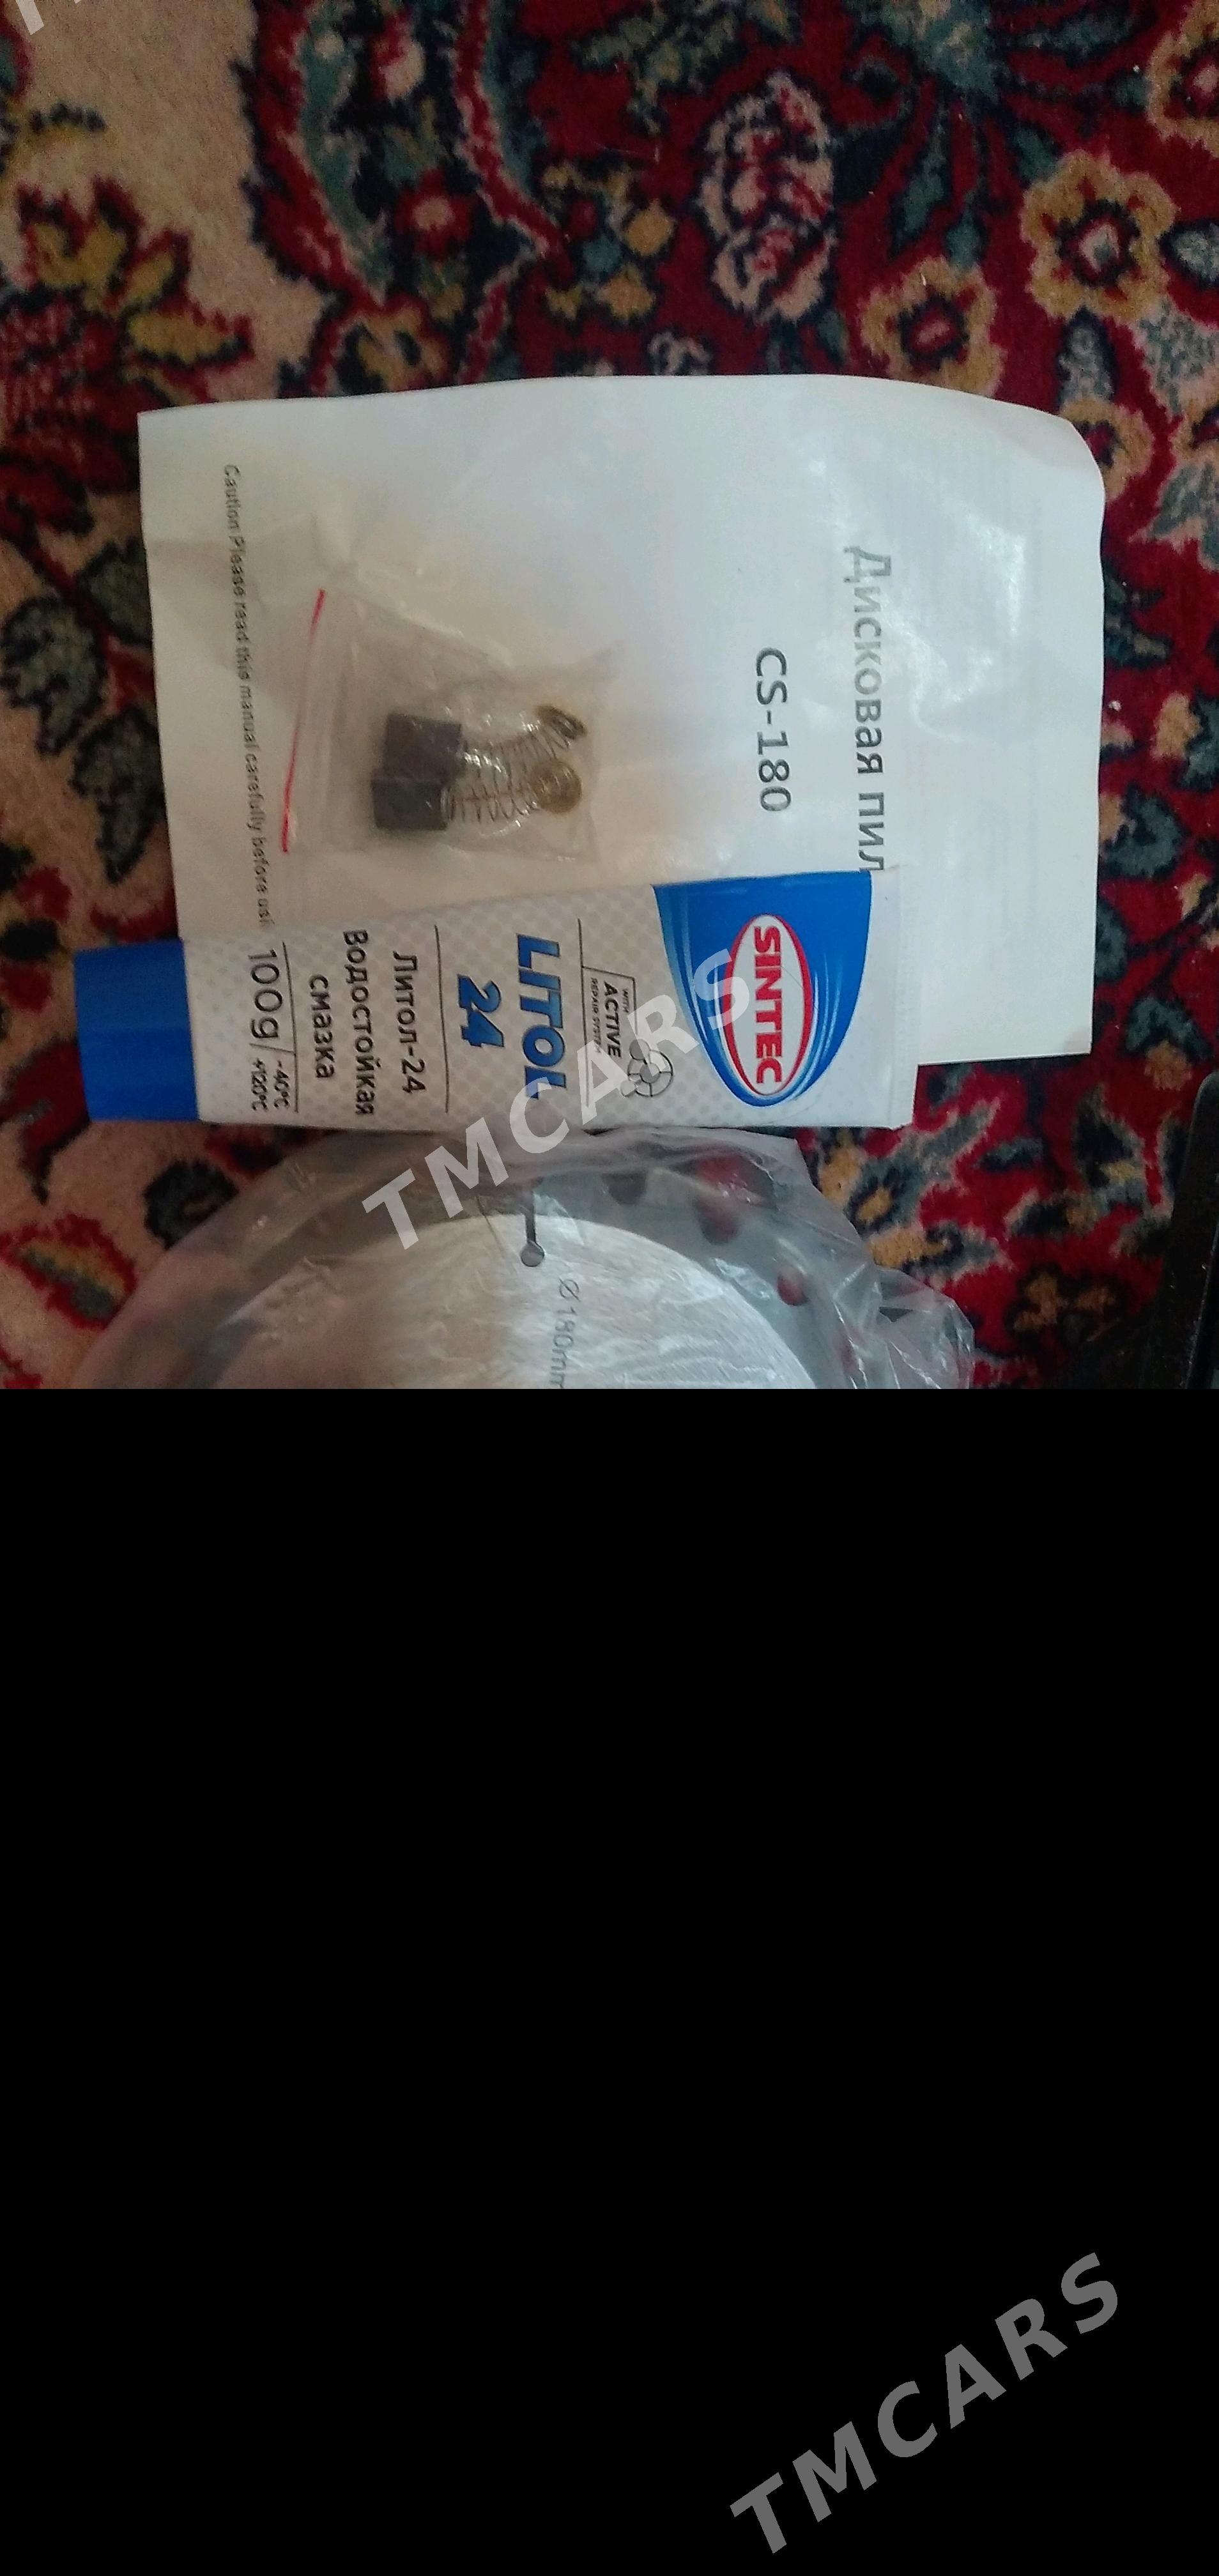 Дисковая пил
CS-180
Caution Please read this manual carefully before usi
SINTEC
WITH
ACTIVE
REPAIR SYSTEM
LITOL
24
Литол-24
Водостойкая
смазка
100g
-40°C
+120°C
Ø180mm
TMCARS
TMCARS